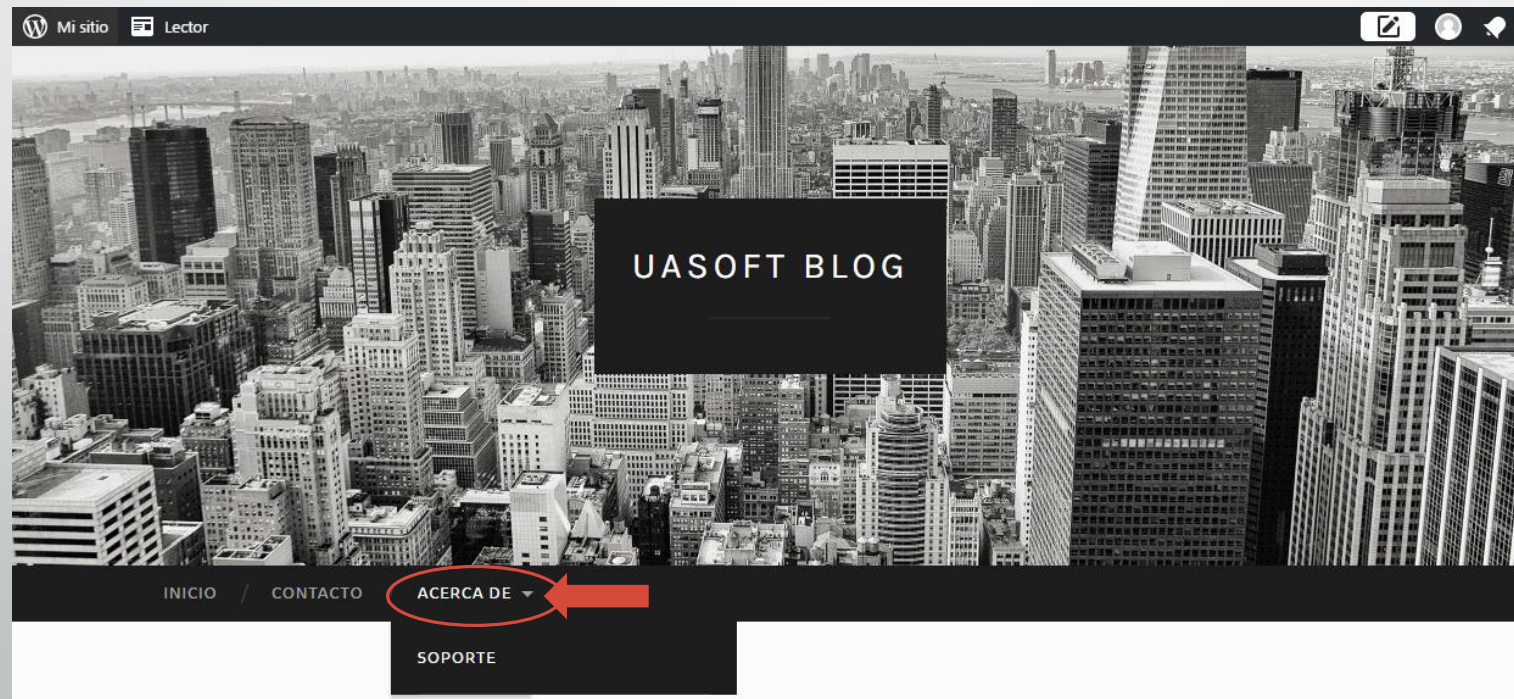 Mi sitio Lector
UASOFT BLOG
INICIO / CONTACTO ACERCA DE
SOPORTE